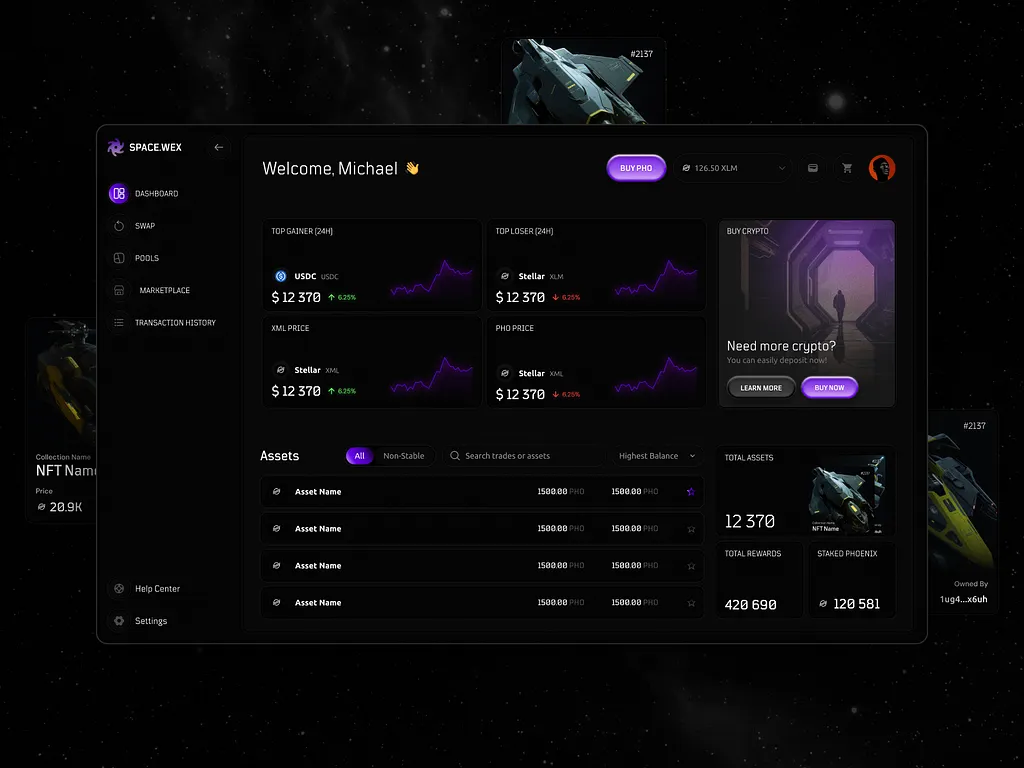 #2137
SPACE.WEX
DASHBOARD
SWAP
POOLS
MARKETPLACE
TRANSACTION HISTORY
Help Center
Settings
Welcome, Michael 👋
BUY PHO
126.50 XLM
TOP GAINER (24H)
USDC USDC
$ 12 370 ↑ 6,25%
TOP LOSER (24H)
Stellar XLM
$ 12 370 ↓ 6,25%
XML PRICE
Stellar XML
$ 12 370 ↑ 6,25%
PHO PRICE
Stellar XML
$ 12 370 ↓ 6,25%
BUY CRYPTO
Need more crypto?
You can easily deposit now!
LEARN MORE
BUY NOW
Assets
All
Non-Stable
Search trades or assets
Highest Balance
Asset Name 1500.00 PHO 1500.00 PHO
Asset Name 1500.00 PHO 1500.00 PHO
Asset Name 1500.00 PHO 1500.00 PHO
Asset Name 1500.00 PHO 1500.00 PHO
TOTAL ASSETS
12 370
NFT Name
TOTAL REWARDS
420 690
STAKED PHOENIX
120 581
Collection Name
NFT Name
Price
20.9K
#2137
Owned By
1ug4...x6uh